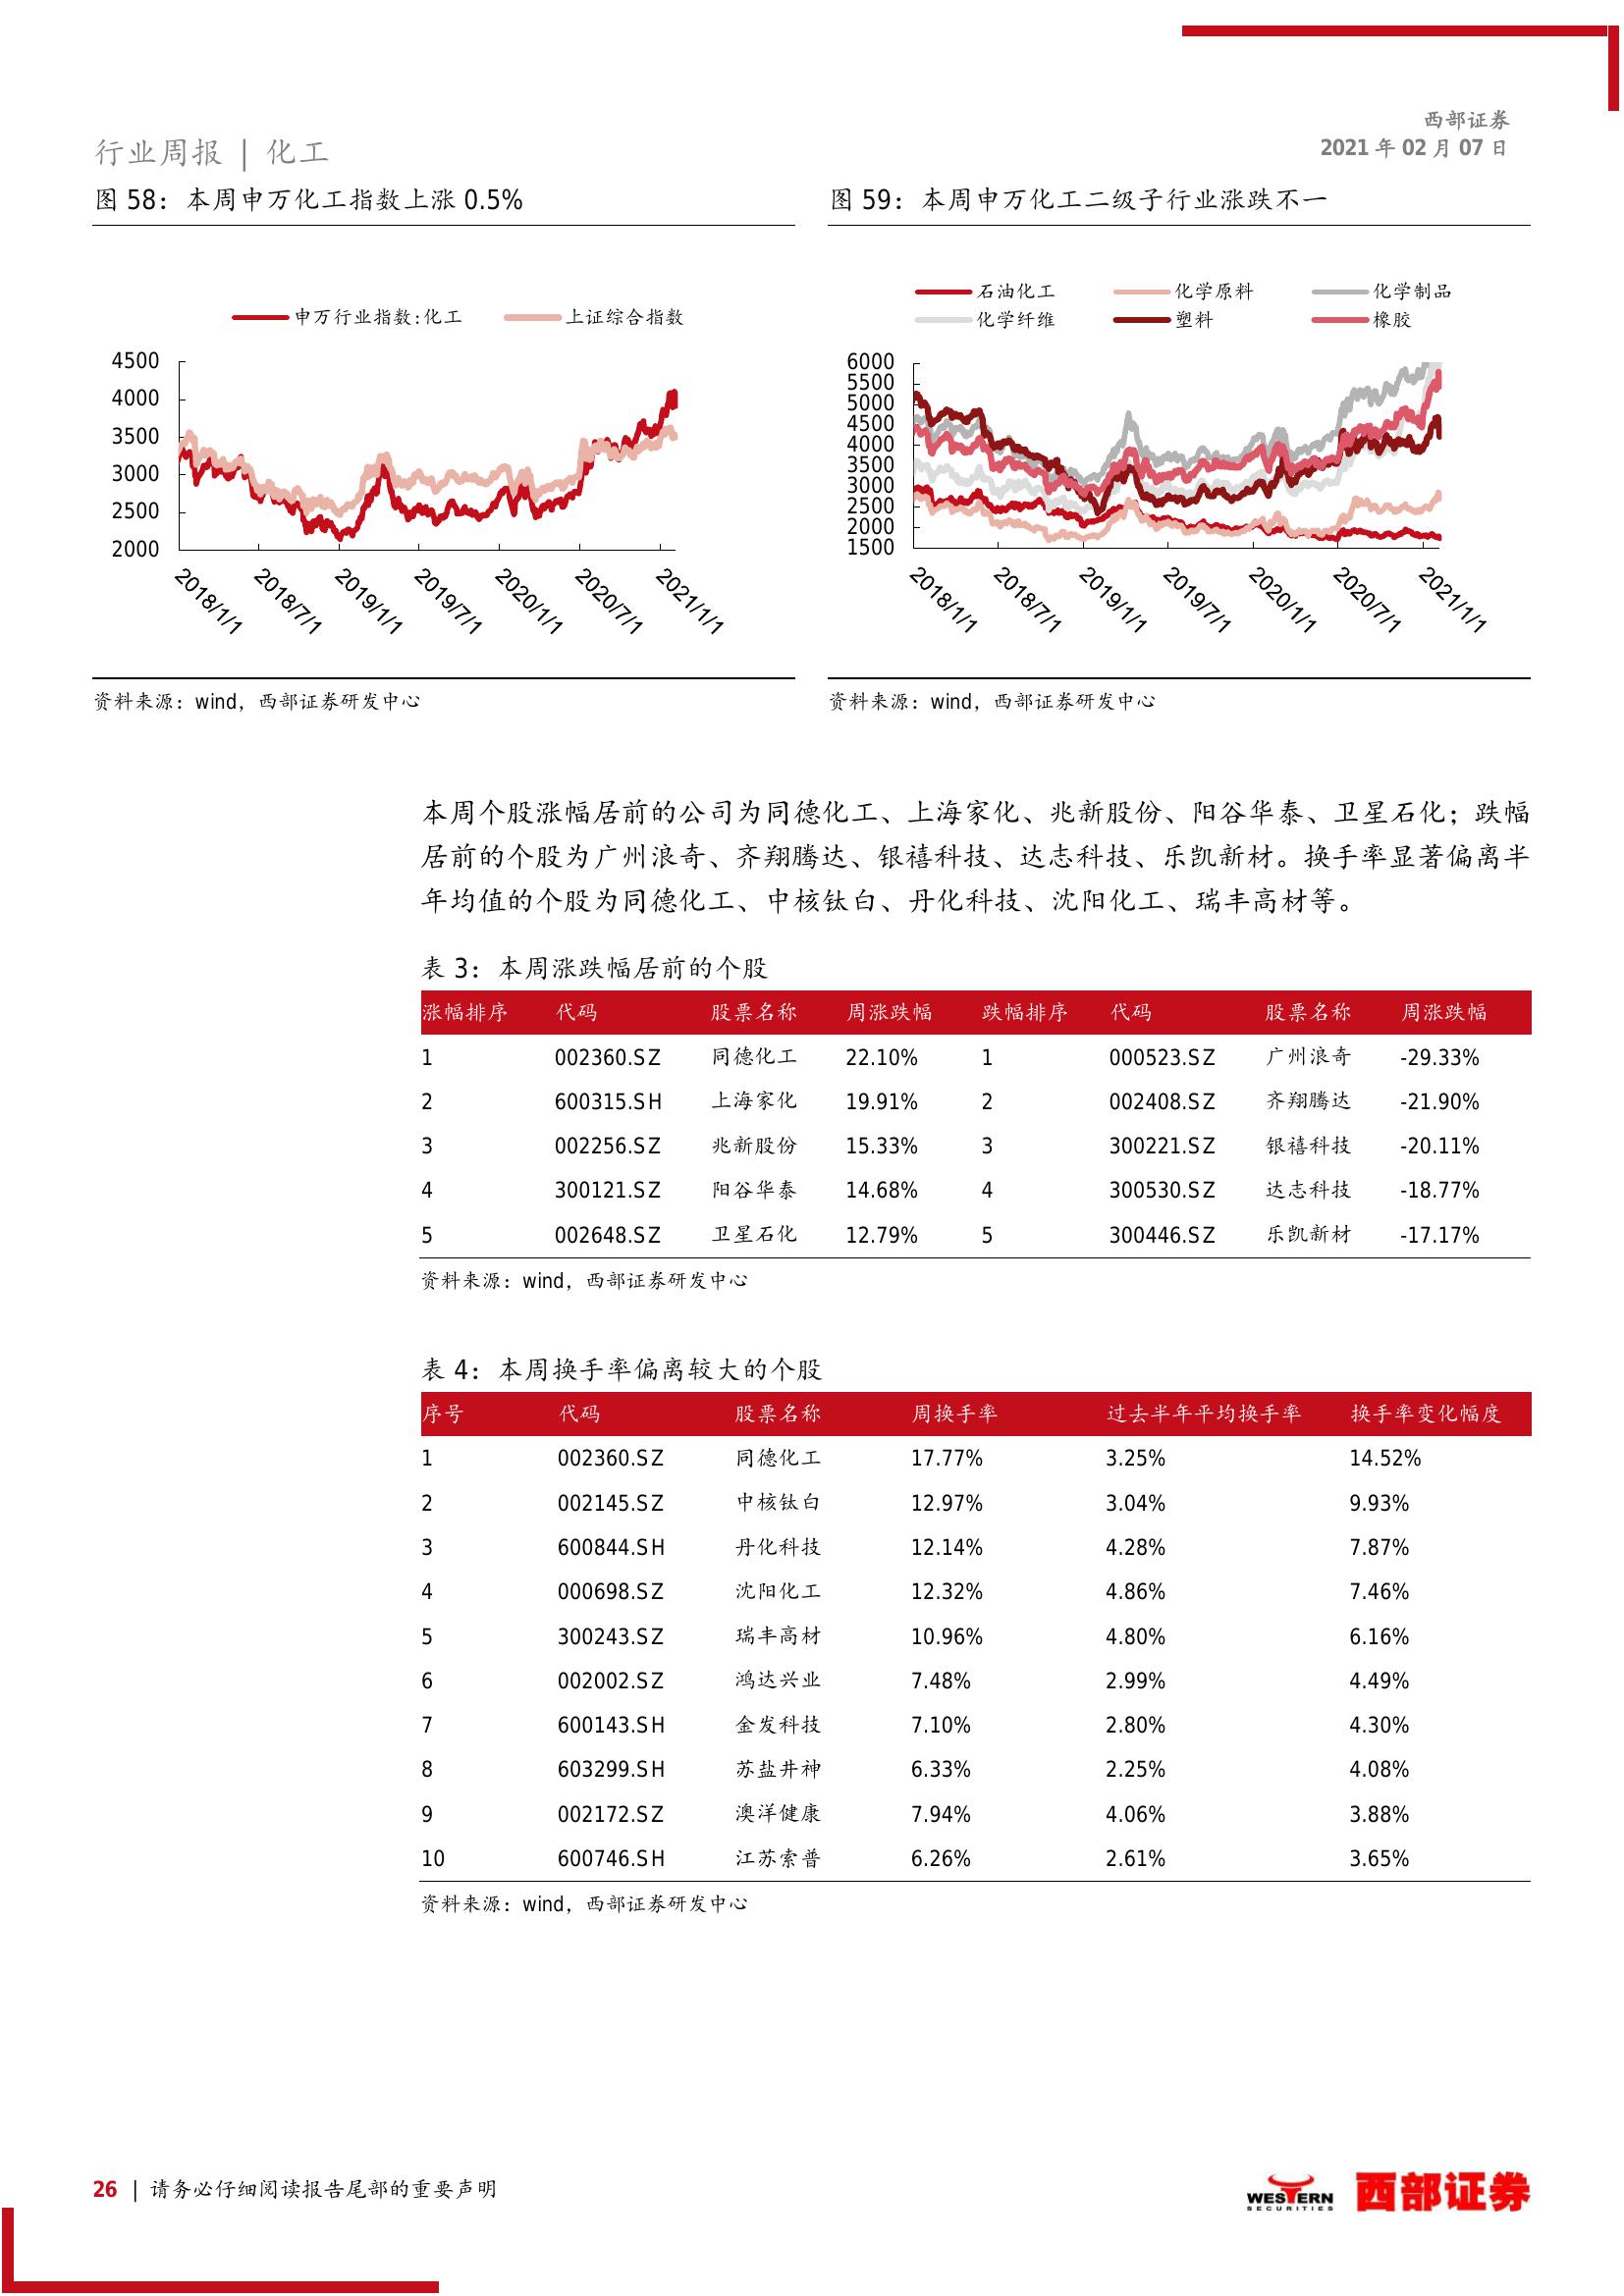 西部证券
2021 年 02 月 07 日
行业周报 | 化工
图 58：本周申万化工指数上涨 0.5%
申万行业指数:化工 上证综合指数
4500
4000
3500
3000
2500
2000
2018/1/1 2018/7/1 2019/1/1 2019/7/1 2020/1/1 2020/7/1 2021/1/1
资料来源：wind，西部证券研发中心
图 59：本周申万化工二级子行业涨跌不一
石油化工 化学原料 化学制品
化学纤维 塑料 橡胶
6000
5500
5000
4500
4000
3500
3000
2500
2000
1500
2018/1/1 2018/7/1 2019/1/1 2019/7/1 2020/1/1 2020/7/1 2021/1/1
资料来源：wind，西部证券研发中心
本周个股涨幅居前的公司为同德化工、上海家化、兆新股份、阳谷华泰、卫星石化；跌幅
居前的个股为广州浪奇、齐翔腾达、银禧科技、达志科技、乐凯新材。换手率显著偏离半
年均值的个股为同德化工、中核钛白、丹化科技、沈阳化工、瑞丰高材等。
表 3：本周涨跌幅居前的个股
涨幅排序 代码 股票名称 周涨跌幅 跌幅排序 代码 股票名称 周涨跌幅
1 002360.SZ 同德化工 22.10% 1 000523.SZ 广州浪奇 -29.33%
2 600315.SH 上海家化 19.91% 2 002408.SZ 齐翔腾达 -21.90%
3 002256.SZ 兆新股份 15.33% 3 300221.SZ 银禧科技 -20.11%
4 300121.SZ 阳谷华泰 14.68% 4 300530.SZ 达志科技 -18.77%
5 002648.SZ 卫星石化 12.79% 5 300446.SZ 乐凯新材 -17.17%
资料来源：wind，西部证券研发中心
表 4：本周换手率偏离较大的个股
序号 代码 股票名称 周换手率 过去半年平均换手率 换手率变化幅度
1 002360.SZ 同德化工 17.77% 3.25% 14.52%
2 002145.SZ 中核钛白 12.97% 3.04% 9.93%
3 600844.SH 丹化科技 12.14% 4.28% 7.87%
4 000698.SZ 沈阳化工 12.32% 4.86% 7.46%
5 300243.SZ 瑞丰高材 10.96% 4.80% 6.16%
6 002002.SZ 鸿达兴业 7.48% 2.99% 4.49%
7 600143.SH 金发科技 7.10% 2.80% 4.30%
8 603299.SH 苏盐井神 6.33% 2.25% 4.08%
9 002172.SZ 澳洋健康 7.94% 4.06% 3.88%
10 600746.SH 江苏索普 6.26% 2.61% 3.65%
资料来源：wind，西部证券研发中心
26 | 请务必仔细阅读报告尾部的重要声明
WESTERN
SECURITIES
西部证券